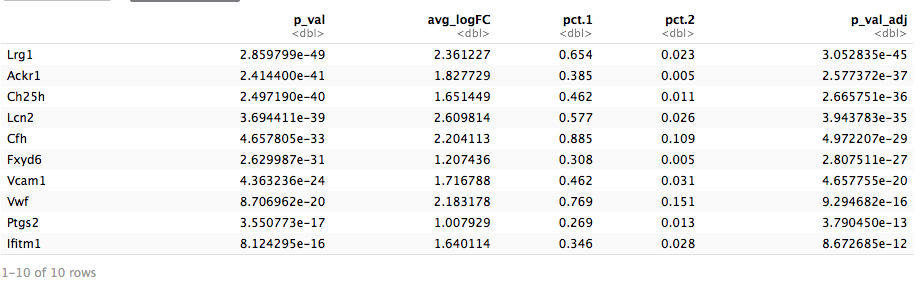 p_val avg_logFC pct.1 pct.2 p_val_adj
<dbl> <dbl> <dbl> <dbl> <dbl>
Lrg1 2.859799e-49 2.361227 0.654 0.023 3.052835e-45
Ackr1 2.414400e-41 1.827729 0.385 0.005 2.577372e-37
Ch25h 2.497190e-40 1.651449 0.462 0.011 2.665751e-36
Lcn2 3.694411e-39 2.609814 0.577 0.026 3.943783e-35
Cfh 4.657805e-33 2.204113 0.885 0.109 4.972207e-29
Fxyd6 2.629987e-31 1.207436 0.308 0.005 2.807511e-27
Vcam1 4.363236e-24 1.716788 0.462 0.031 4.657755e-20
Vwf 8.706962e-20 2.183178 0.769 0.151 9.294682e-16
Ptgs2 3.550773e-17 1.007929 0.269 0.013 3.790450e-13
Ifitm1 8.124295e-16 1.640114 0.346 0.028 8.672685e-12
1-10 of 10 rows